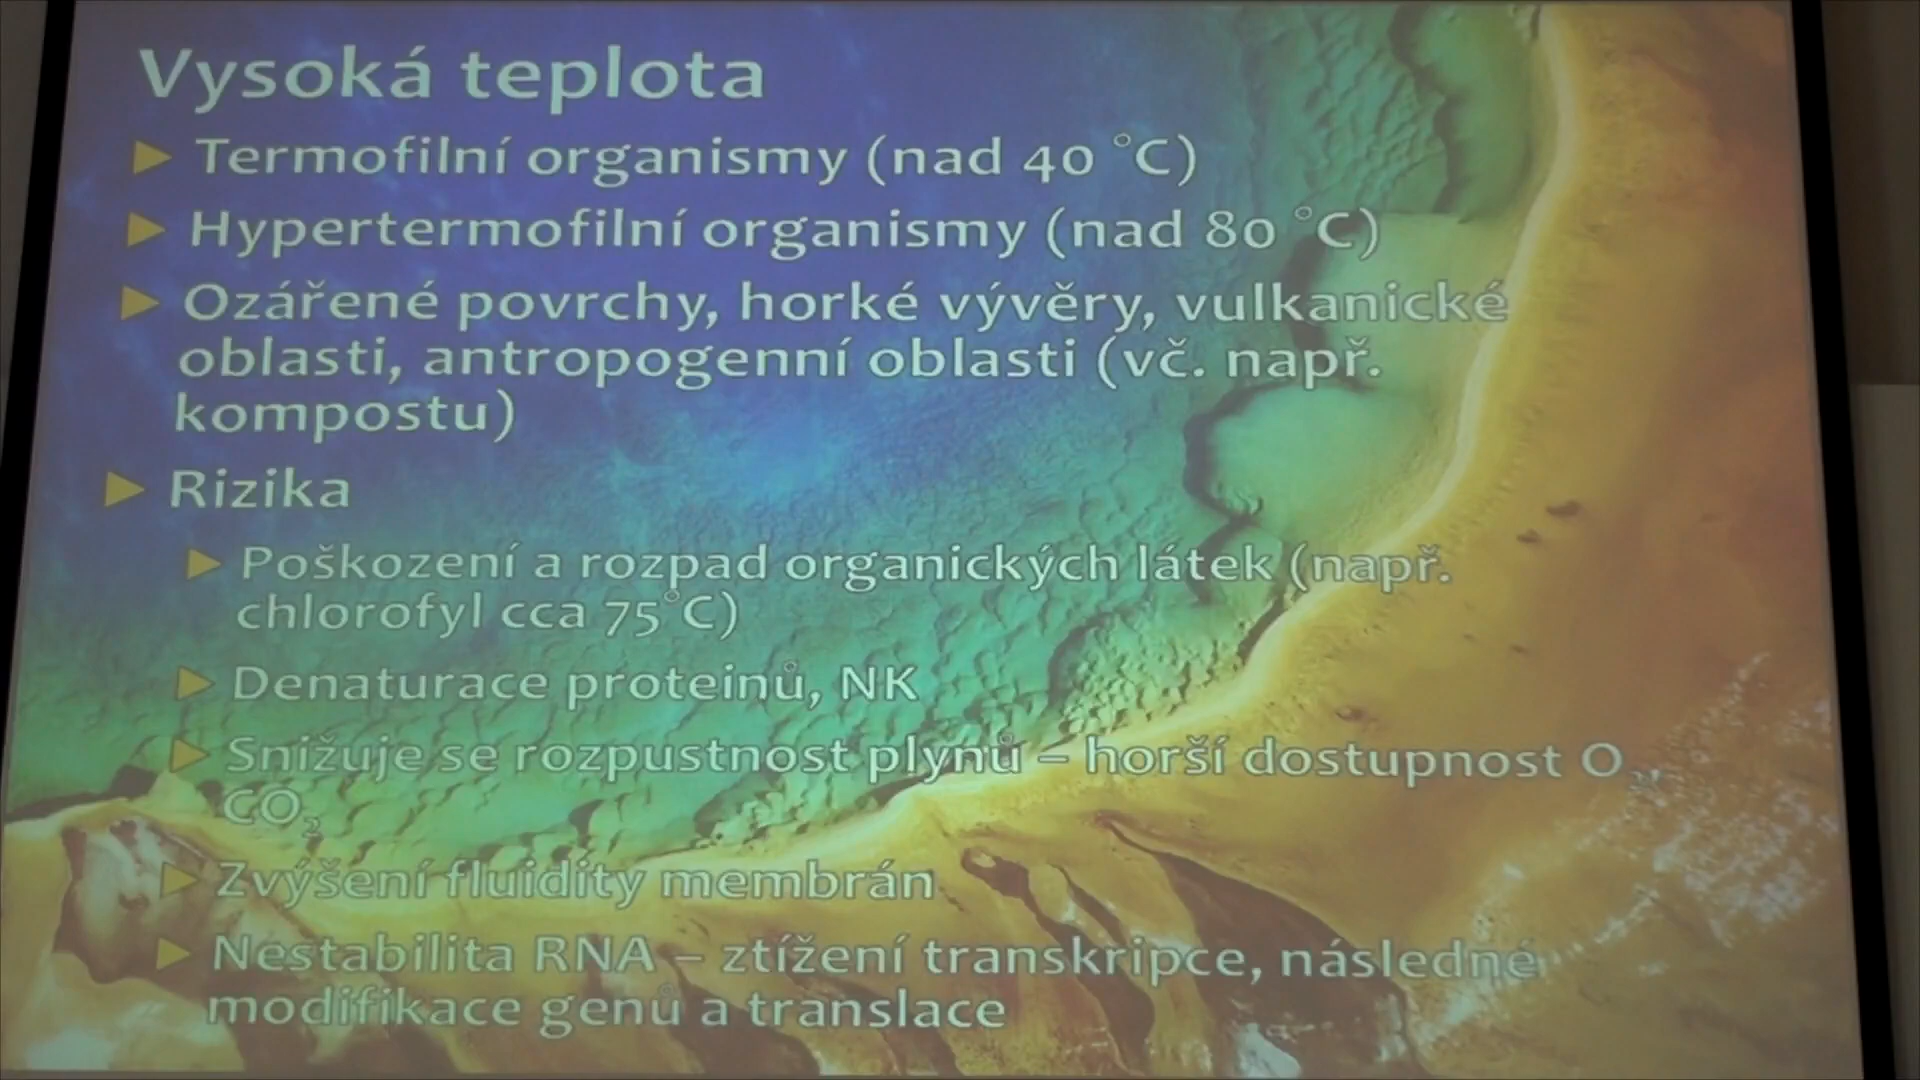 Vysoká teplota
Termofilní organismy (nad 40 °C)
Hypertermofilní organismy (nad 80 °C)
Ozářené povrchy, horké vývěry, vulkanické
oblasti, antropogenní oblasti (vč. např.
kompostu)
Rizika
Poškození a rozpad organických látek (např.
chlorofyl cca 75°C)
Denaturace proteinů, NK
Snižuje se rozpustnost plynů – horší dostupnost O₂,
CO₂
Zvýšení fluidity membrán
Nestabilita RNA – ztížení transkripce, následné
modifikace genů a translace